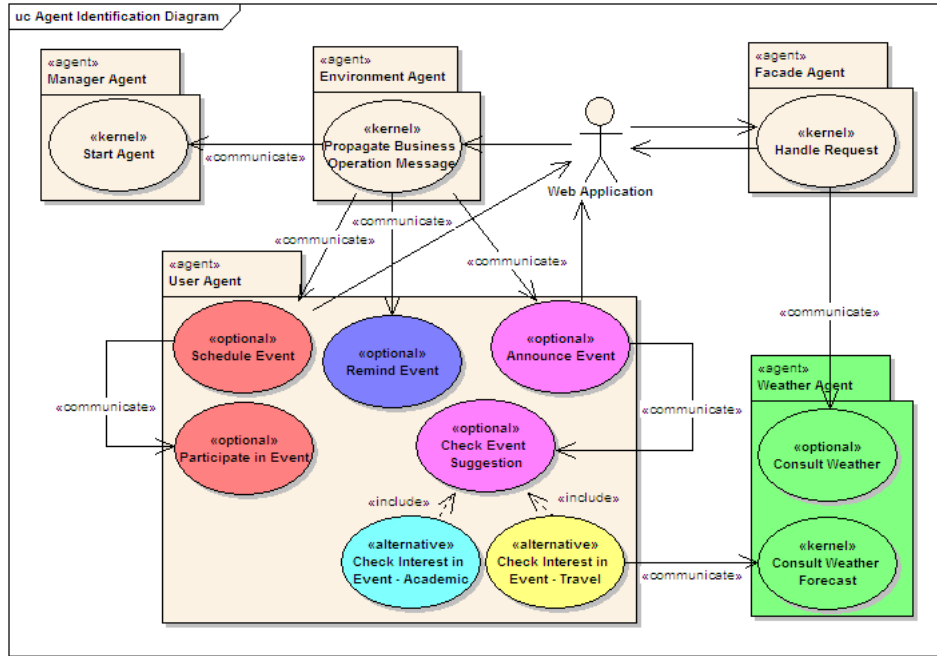 uc Agent Identification Diagram
«agent»
Manager Agent
«kernel»
Start Agent
«agent»
Environment Agent
«kernel»
Propagate Business
Operation Message
«communicate»
Web Application
«agent»
Facade Agent
«kernel»
Handle Request
«communicate»
«communicate»
«communicate»
«communicate»
«agent»
User Agent
«optional»
Schedule Event
«optional»
Remind Event
«optional»
Announce Event
«communicate»
«communicate»
«optional»
Participate in Event
«optional»
Check Event
Suggestion
«include»
«include»
«alternative»
Check Interest in
Event - Academic
«alternative»
Check Interest in
Event - Travel
«communicate»
«agent»
Weather Agent
«optional»
Consult Weather
«kernel»
Consult Weather
Forecast